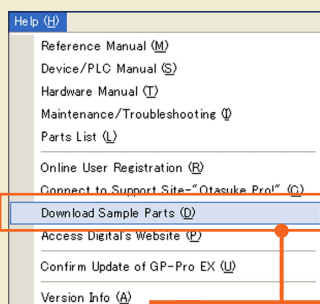 Help (H)
Reference Manual (M)
Device/PLC Manual (S)
Hardware Manual (T)
Maintenance/Troubleshooting (I)
Parts List (L)
Online User Registration (R)
Connect to Support Site-"Otasuke Pro!" (C)
Download Sample Parts (D)
Access Digital's Website (P)
Confirm Update of GP-Pro EX (U)
Version Info (A)